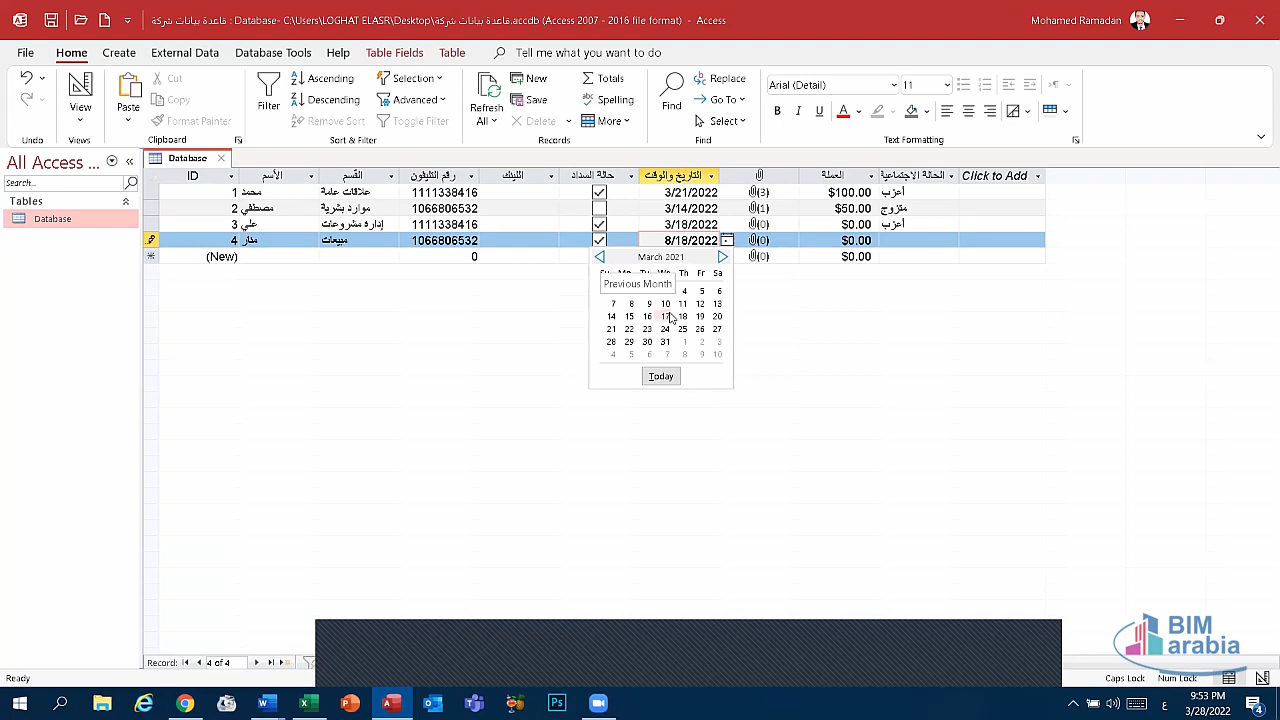 Database- C:\Users\LOGHAT ELASR\Desktop\قاعدة بيانات شركة.accdb (Access 2007 - 2016 file format) - Access : قاعدة بيانات شركة
Mohamed Ramadan
File Home Create External Data Database Tools Help Table Fields Table Tell me what you want to do
View
Paste
Cut
Copy
Format Painter
Filter
Ascending
Descending
Remove Sort
Selection
Advanced
Toggle Filter
Refresh All
New
Save
Delete
Totals
Spelling
More
Find
Replace
Go To
Select
Arial (Detail) 11
B I U A
Undo Views Clipboard Sort & Filter Records Find Text Formatting
All Access ...
Search...
Tables
Database
Database
ID الأسم القسم رقم التليفون اللينك حالة السداد التاريخ والوقت العملة الحالة الاجتماعية Click to Add
1 محمد علاقات عامة 1111338416 3/21/2022 (3) $100.00 أعزب
2 مصطفي موارد بشرية 1066806532 3/14/2022 (1) $50.00 متزوج
3 علي إدارة مشروعات 1111338416 3/18/2022 (0) $0.00 أعزب
4 منار مبيعات 1066806532 8/18/2022 (0) $0.00
(New) 0 (0) $0.00
March 2021
Th Fr Sa
Previous Month 4 5 6
7 8 9 10 11 12 13
14 15 16 17 18 19 20
21 22 23 24 25 26 27
28 29 30 31 1 2 3
4 5 6 7 8 9 10
Today
BIM
arabia
Record: 4 of 4
Ready
Caps Lock Num Lock
9:53 PM
3/28/2022